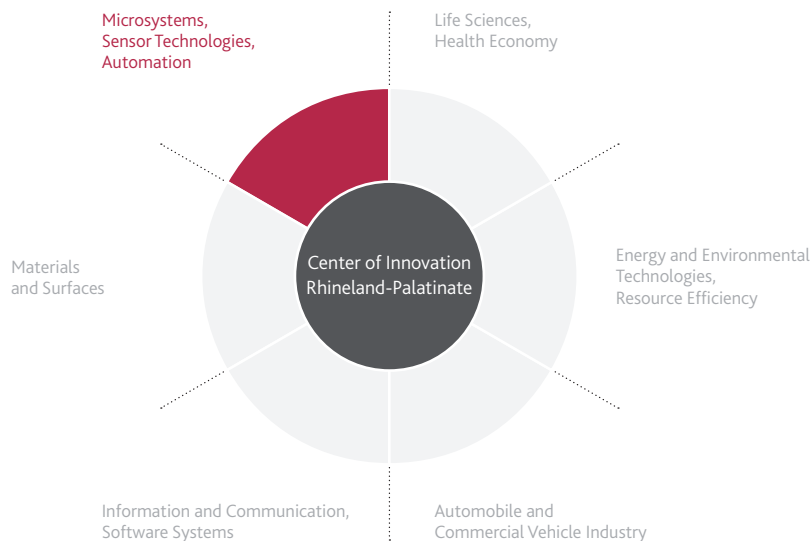 Microsystems,
Sensor Technologies,
Automation
Life Sciences,
Health Economy
Materials
and Surfaces
Center of Innovation
Rhineland-Palatinate
Energy and Environmental
Technologies,
Resource Efficiency
Information and Communication,
Software Systems
Automobile and
Commercial Vehicle Industry